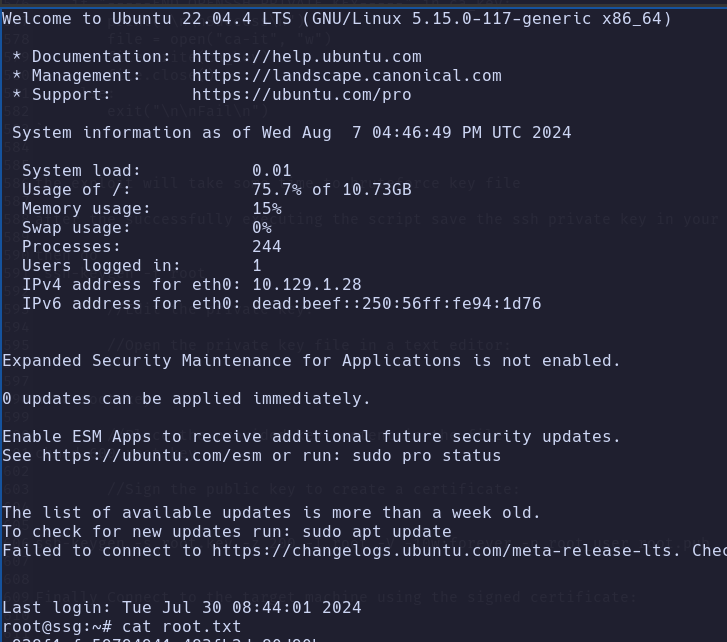 Welcome to Ubuntu 22.04.4 LTS (GNU/Linux 5.15.0-117-generic x86_64)
* Documentation: https://help.ubuntu.com
* Management: https://landscape.canonical.com
* Support: https://ubuntu.com/pro
System information as of Wed Aug 7 04:46:49 PM UTC 2024
System load: 0.01
Usage of /: 75.7% of 10.73GB
Memory usage: 15%
Swap usage: 0%
Processes: 244
Users logged in: 1
IPv4 address for eth0: 10.129.1.28
IPv6 address for eth0: dead:beef::250:56ff:fe94:1d76
Expanded Security Maintenance for Applications is not enabled.
0 updates can be applied immediately.
Enable ESM Apps to receive additional future security updates.
See https://ubuntu.com/esm or run: sudo pro status
The list of available updates is more than a week old.
To check for new updates run: sudo apt update
Failed to connect to https://changelogs.ubuntu.com/meta-release-lts. Chec
Last login: Tue Jul 30 08:44:01 2024
root@ssg:~# cat root.txt